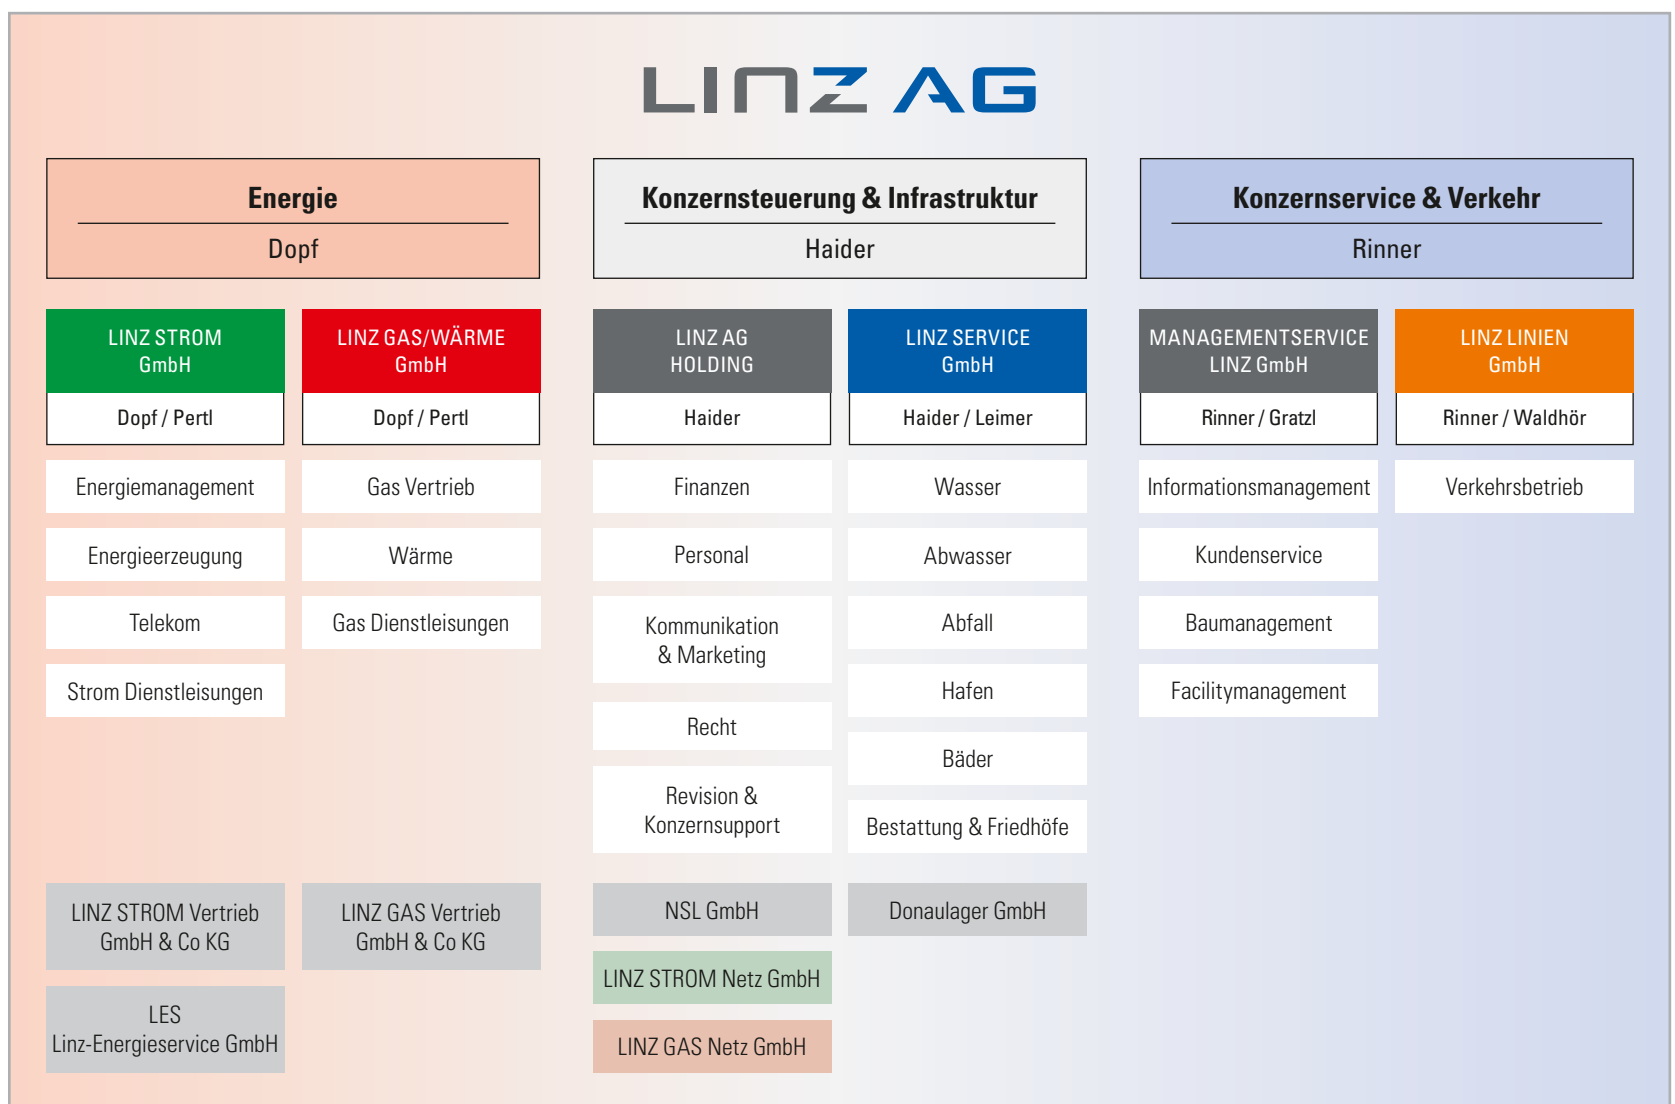 LINZ AG
Energie
Dopf
Konzernsteuerung & Infrastruktur
Haider
Konzernservice & Verkehr
Rinner
LINZ STROM
GmbH
Dopf / Pertl
Energiemanagement
Energieerzeugung
Telekom
Strom Dienstleisungen
LINZ STROM Vertrieb
GmbH & Co KG
LES
Linz-Energieservice GmbH
LINZ GAS/WÄRME
GmbH
Dopf / Pertl
Gas Vertrieb
Wärme
Gas Dienstleisungen
LINZ GAS Vertrieb
GmbH & Co KG
LINZ AG
HOLDING
Haider
Finanzen
Personal
Kommunikation
& Marketing
Recht
Revision &
Konzernsupport
NSL GmbH
LINZ STROM Netz GmbH
LINZ GAS Netz GmbH
LINZ SERVICE
GmbH
Haider / Leimer
Wasser
Abwasser
Abfall
Hafen
Bäder
Bestattung & Friedhöfe
Donaulager GmbH
MANAGEMENTSERVICE
LINZ GmbH
Rinner / Gratzl
Informationsmanagement
Kundenservice
Baumanagement
Facilitymanagement
LINZ LINIEN
GmbH
Rinner / Waldhör
Verkehrsbetrieb